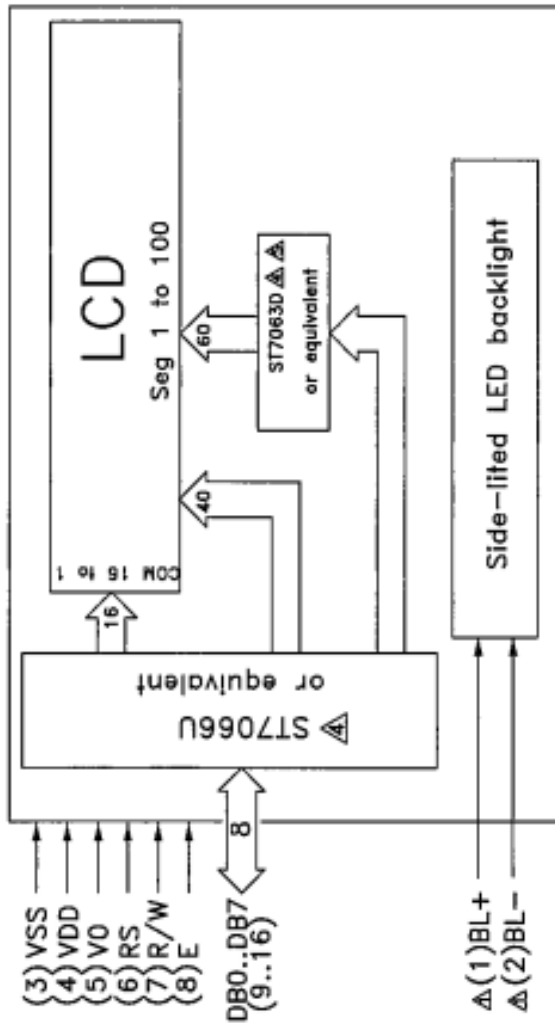 LCD
Seg 1 to 100
COM 16 to 1
16
40
60
ST7063D
or equivalent
ST7066U 4
or equivalent
Side-lited LED backlight
(3)VSS
(4)VDD
(5)V0
(6)RS
(7)R/W
(8)E
8
DB0..DB7
(9..16)
(1)BL+
(2)BL-